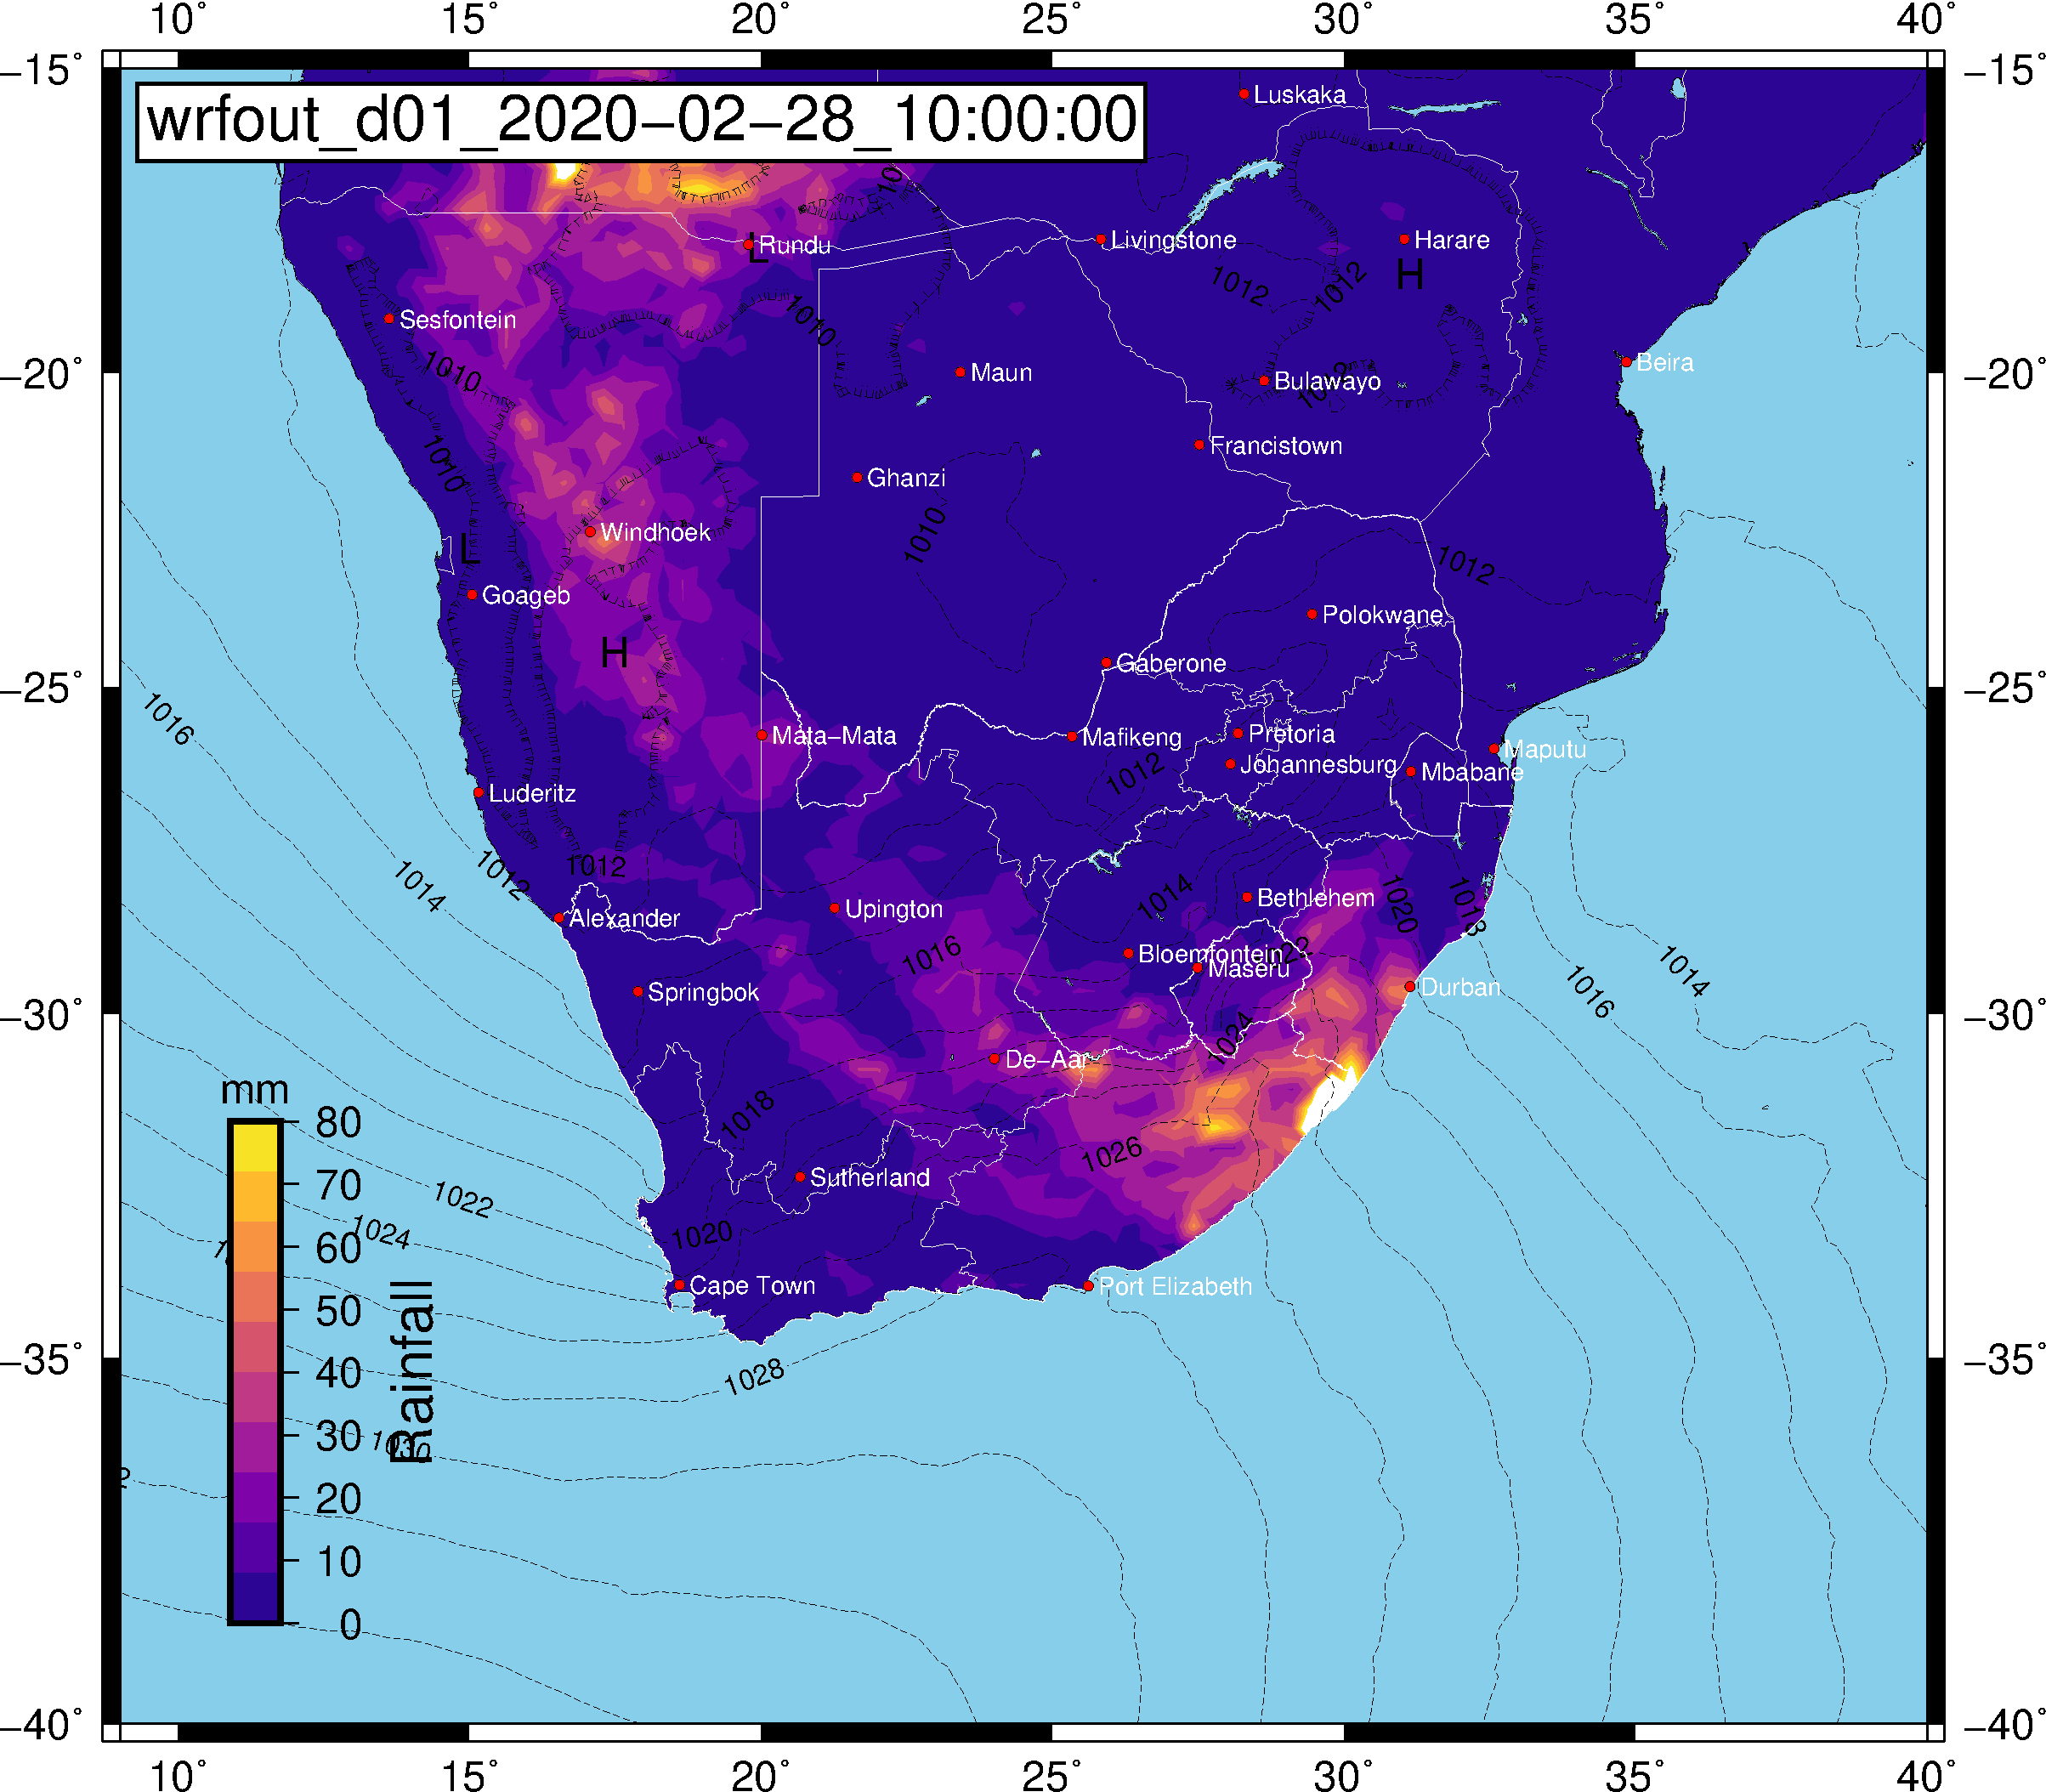 10˚ 15˚ 20˚ 25˚ 30˚ 35˚ 40˚
−15˚ −15˚
wrfout_d01_2020−02−28_10:00:00
Luskaka
10
L
Rundu
Livingstone
Harare
H
1012
1012
Sesfontein
1010
1010
−20˚ −20˚
Maun
Bulawayo
Beira
Francistown
1010
Ghanzi
1010
Windhoek
L
1012
Goageb
Polokwane
H
Gaberone
−25˚ −25˚
1016
Mata−Mata
Mafikeng
Pretoria
Maputu
Johannesburg
Mbabane
1012
Luderitz
1012
1012
1014
Alexander
Upington
1014
Bethlehem
1020
1018
1016
Bloemfontein
Maseru
Springbok
Durban
1016
1014
−30˚ −30˚
1024
De−Aar
mm
80
1018
1026
70
Sutherland
1022
1024
60
1020
Cape Town
Port Elizabeth
50
Rainfall
−35˚ −35˚
40
1028
30
1030
20
10
0
−40˚ −40˚
10˚ 15˚ 20˚ 25˚ 30˚ 35˚ 40˚